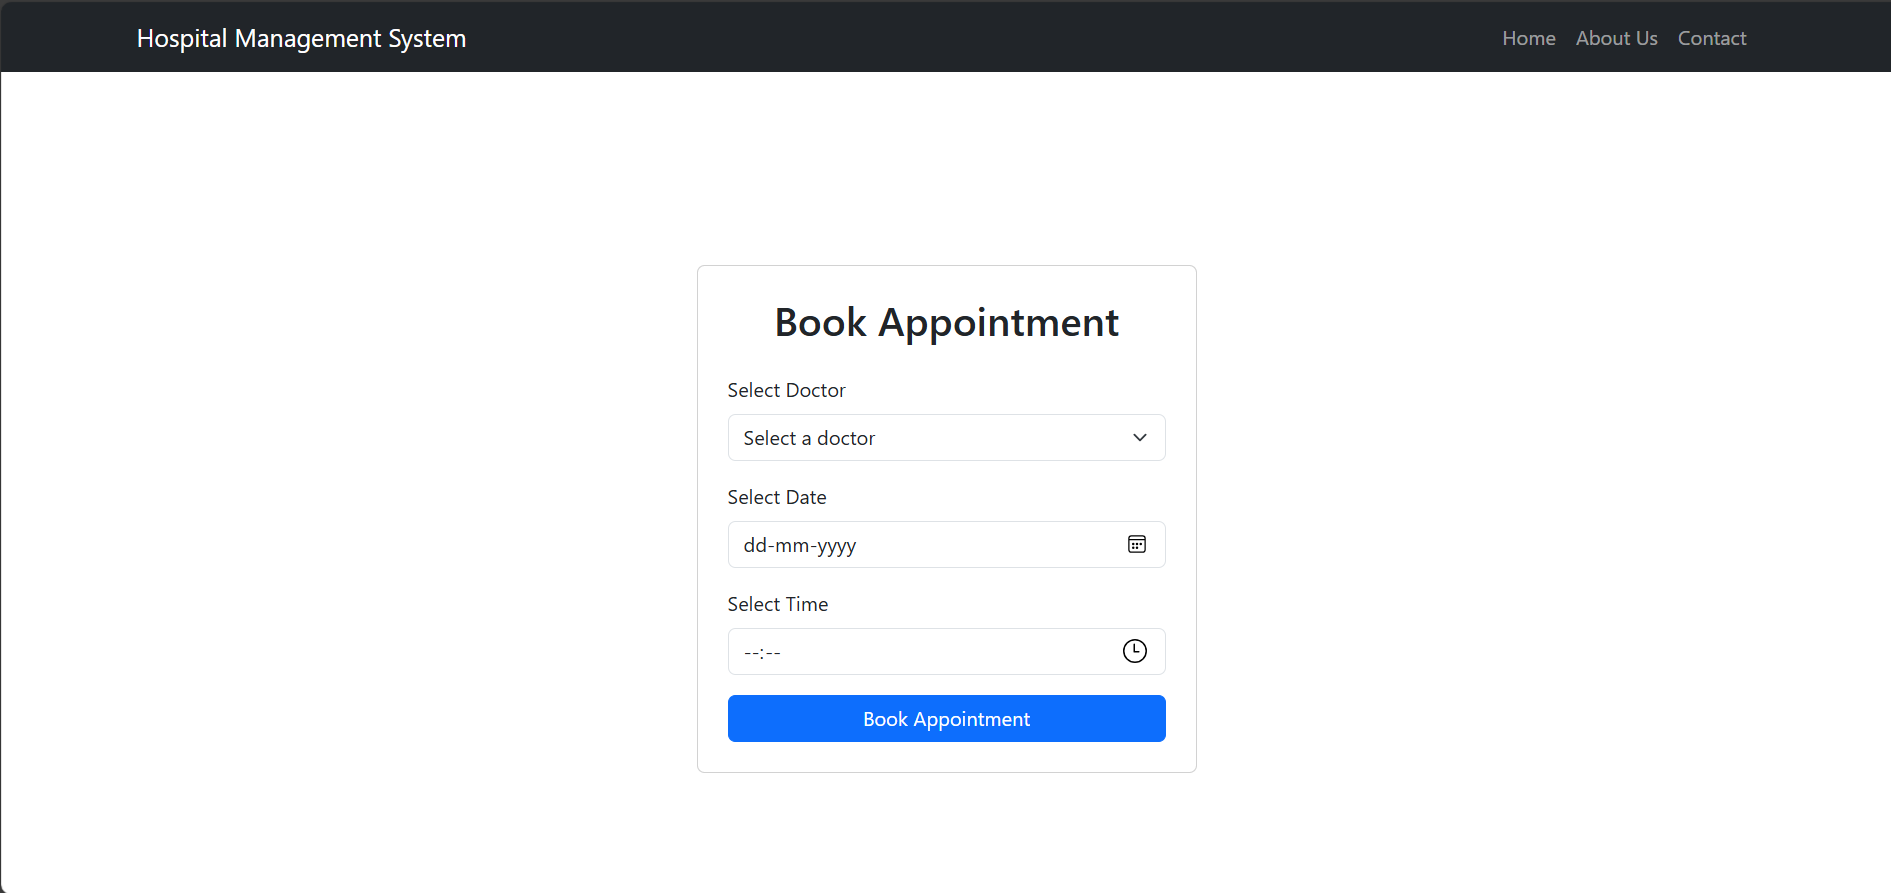 Hospital Management System
Home About Us Contact
Book Appointment
Select Doctor
Select a doctor
Select Date
dd-mm-yyyy
Select Time
--:--
Book Appointment